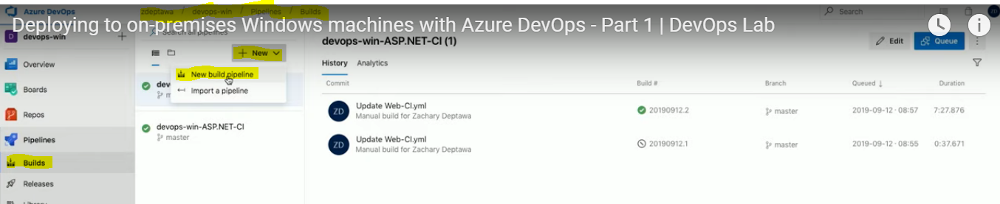 Azure DevOps
zdeptawa / devops-win / Pipelines / Builds
Search
Deploying to on-premises Windows machines with Azure DevOps - Part 1 | DevOps Lab
D devops-win +
Search all pipelines
devops-win-ASP.NET-CI (1)
Edit
Queue
+ New
Overview
Boards
Repos
Pipelines
Builds
Releases
Library
New build pipeline
Import a pipeline
dev
m
devops-win-ASP.NET-CI
master
History Analytics
Commit Build # Branch Queued ↓ Duration
ZD Update Web-CI.yml
Manual build for Zachary Deptawa
20190912.2 master 2019-09-12 · 08:57 7:27.876
ZD Update Web-CI.yml
Manual build for Zachary Deptawa
20190912.1 master 2019-09-12 · 08:55 0:37.671